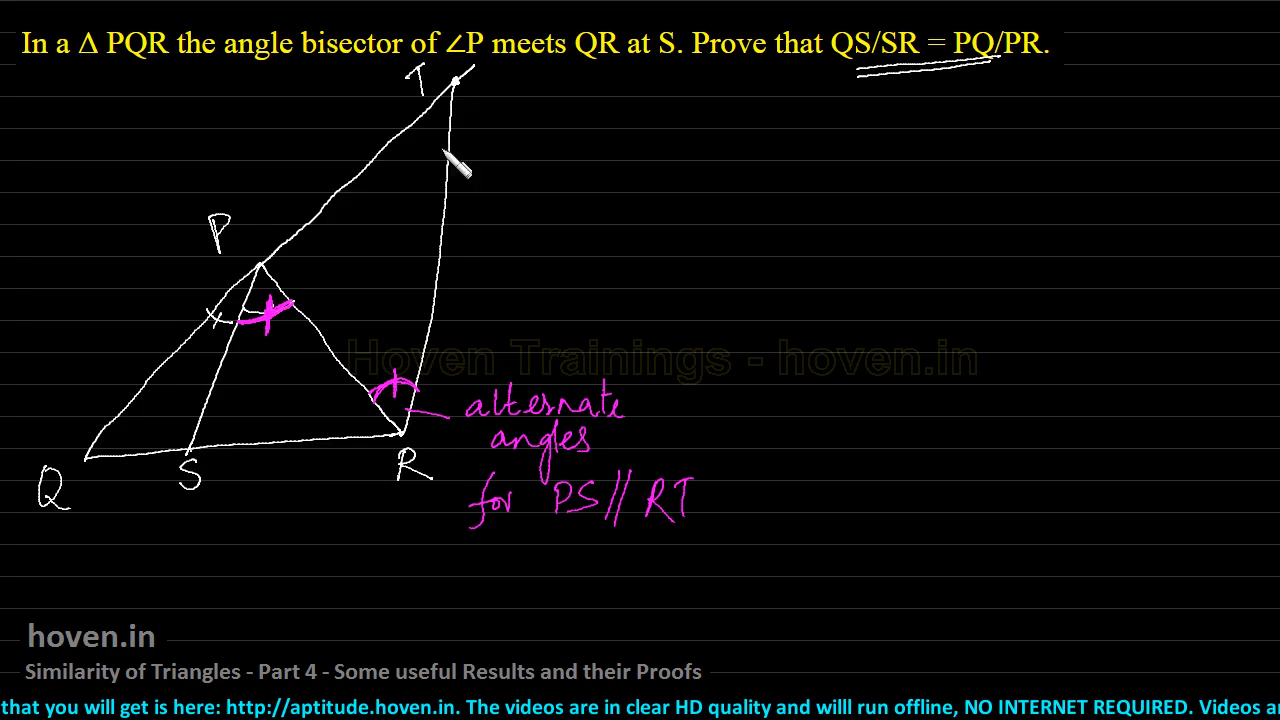 In a Δ PQR the angle bisector of ∠P meets QR at S. Prove that QS/SR = PQ/PR.
T
P
Hoven Trainings - hoven.in
alternate
angles
Q
S
R
for PS // RT
hoven.in
Similarity of Triangles - Part 4 - Some useful Results and their Proofs
that you will get is here: http://aptitude.hoven.in. The videos are in clear HD quality and willl run offline, NO INTERNET REQUIRED. Videos a